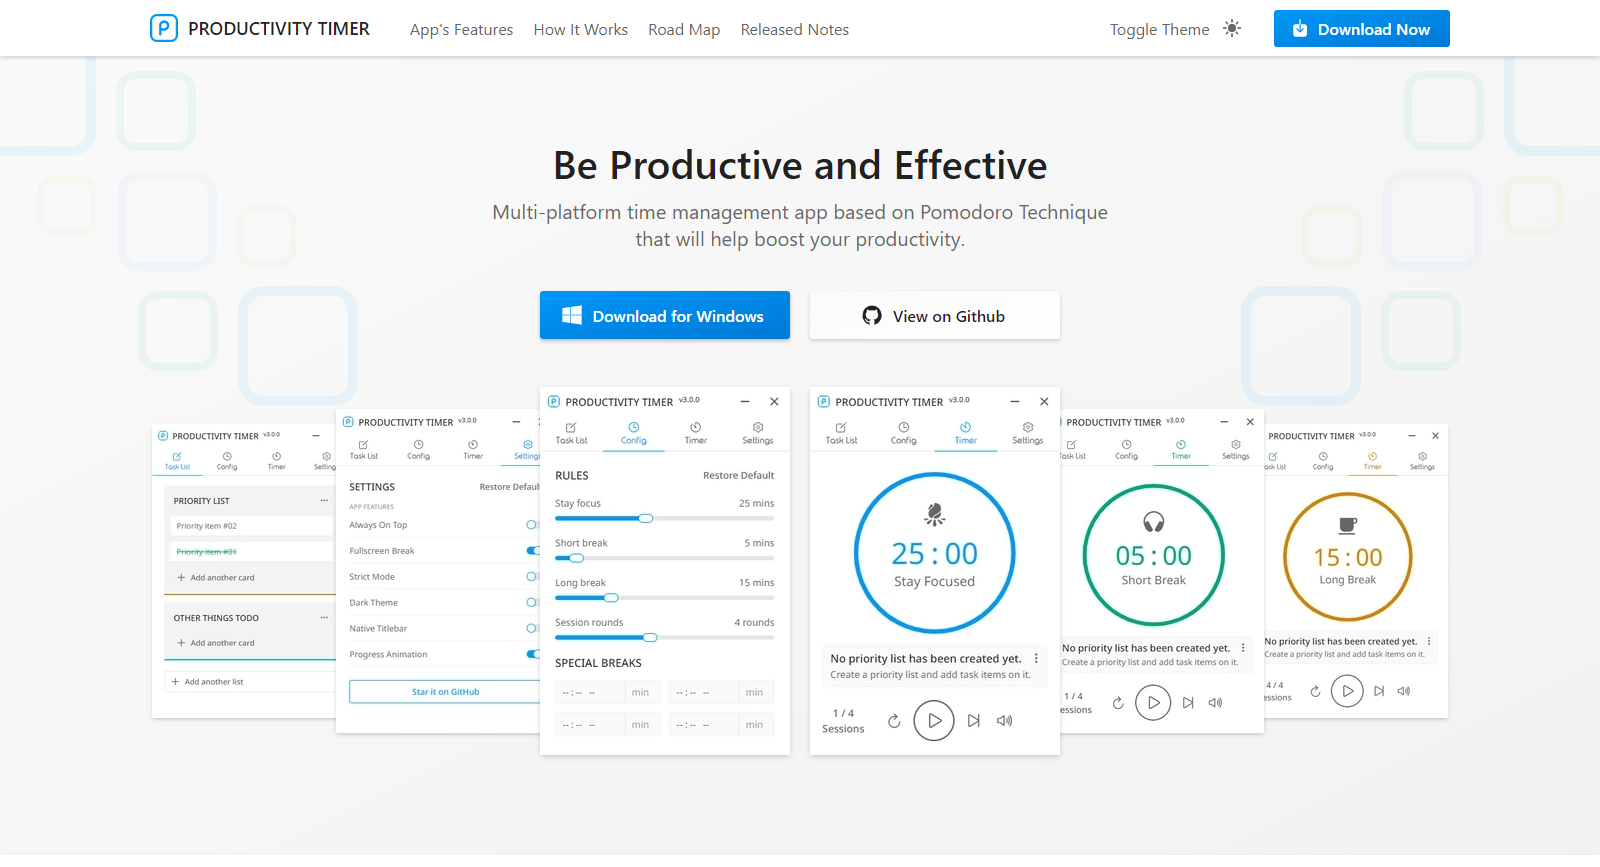 PRODUCTIVITY TIMER
App's Features
How It Works
Road Map
Released Notes
Toggle Theme
Download Now
Be Productive and Effective
Multi-platform time management app based on Pomodoro Technique
that will help boost your productivity.
Download for Windows
View on Github
PRODUCTIVITY TIMER v3.0.0
Task List
Config
Timer
Setting
PRIORITY LIST
Priority item #02
Priority item #01
Add another card
OTHER THINGS TODO
Add another card
Add another list
PRODUCTIVITY TIMER v3.0.0
Task List
Config
Timer
Settings
SETTINGS
Restore Defaul
APP FEATURES
Always On Top
Fullscreen Break
Strict Mode
Dark Theme
Native Titlebar
Progress Animation
Star it on GitHub
PRODUCTIVITY TIMER v3.0.0
Task List
Config
Timer
Settings
RULES
Restore Default
Stay focus 25 mins
Short break 5 mins
Long break 15 mins
Session rounds 4 rounds
SPECIAL BREAKS
--:-- -- min --:-- -- min
--:-- -- min --:-- -- min
PRODUCTIVITY TIMER v3.0.0
Task List
Config
Timer
Settings
25 : 00
Stay Focused
No priority list has been created yet.
Create a priority list and add task items on it.
1 / 4
Sessions
PRODUCTIVITY TIMER v3.0.0
ask List
Config
Timer
Settings
05 : 00
Short Break
No priority list has been created yet.
Create a priority list and add task items on it.
1 / 4
essions
PRODUCTIVITY TIMER v3.0.0
ask List
Config
Timer
Settings
15 : 00
Long Break
No priority list has been created yet.
Create a priority list and add task items on it.
4 / 4
essions